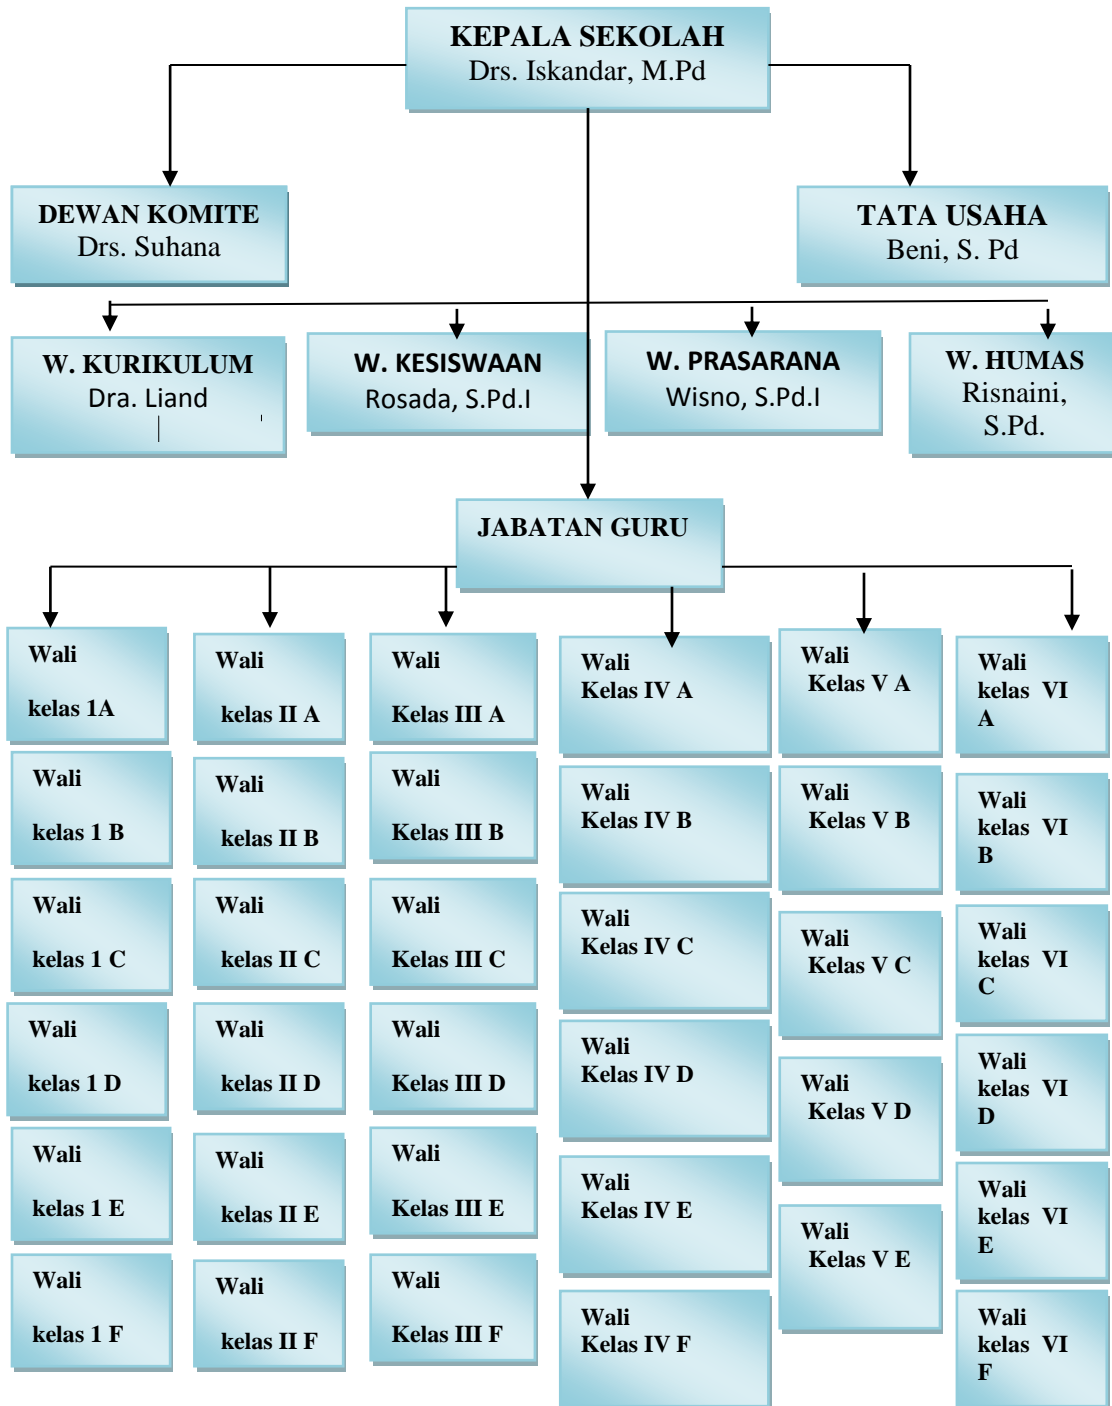 KEPALA SEKOLAH
Drs. Iskandar, M.Pd
DEWAN KOMITE
Drs. Suhana
TATA USAHA
Beni, S. Pd
W. KURIKULUM
Dra. Liand
W. KESISWAAN
Rosada, S.Pd.I
W. PRASARANA
Wisno, S.Pd.I
W. HUMAS
Risnaini,
S.Pd.
JABATAN GURU
Wali
kelas 1A
Wali
kelas II A
Wali
Kelas III A
Wali
Kelas IV A
Wali
Kelas V A
Wali
kelas VI
A
Wali
kelas 1 B
Wali
kelas II B
Wali
Kelas III B
Wali
Kelas IV B
Wali
Kelas V B
Wali
kelas VI
B
Wali
kelas 1 C
Wali
kelas II C
Wali
Kelas III C
Wali
Kelas IV C
Wali
Kelas V C
Wali
kelas VI
C
Wali
kelas 1 D
Wali
kelas II D
Wali
Kelas III D
Wali
Kelas IV D
Wali
Kelas V D
Wali
kelas VI
D
Wali
kelas 1 E
Wali
kelas II E
Wali
Kelas III E
Wali
Kelas IV E
Wali
Kelas V E
Wali
kelas VI
E
Wali
kelas 1 F
Wali
kelas II F
Wali
Kelas III F
Wali
Kelas IV F
Wali
kelas VI
F